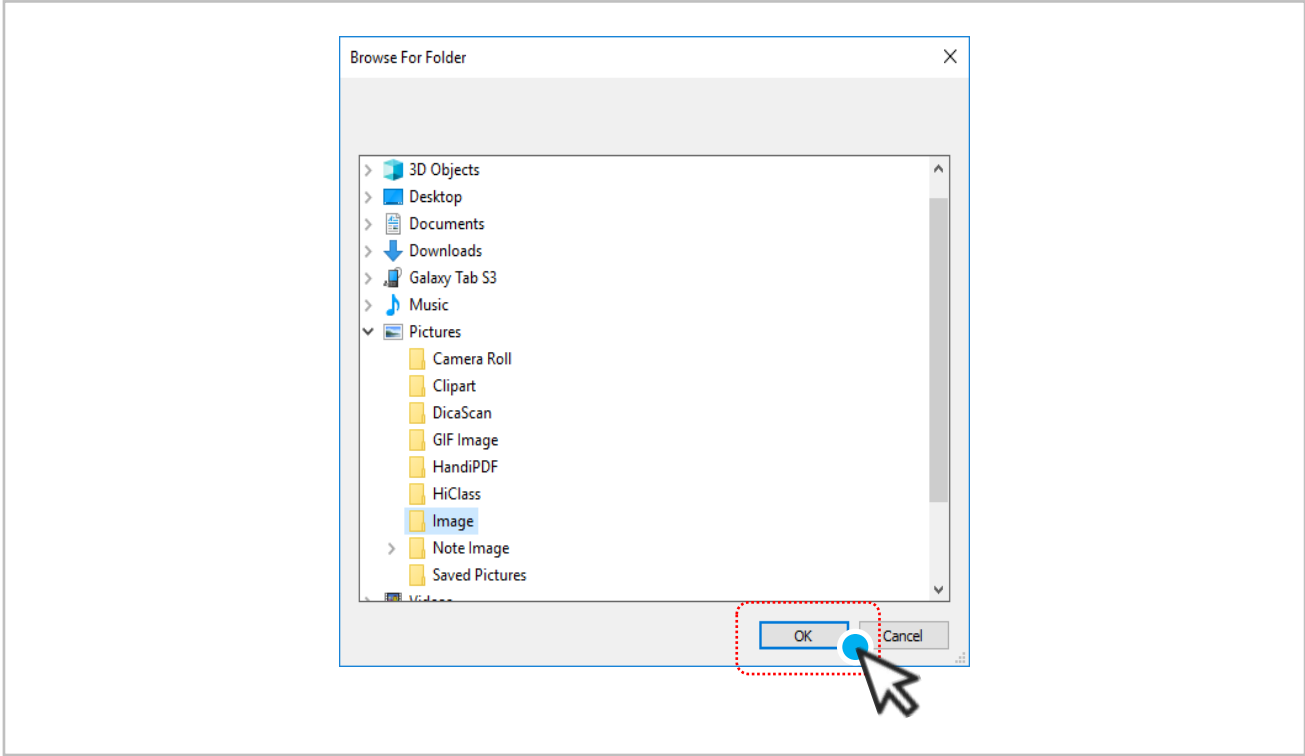 Browse For Folder
3D Objects
Desktop
Documents
Downloads
Galaxy Tab S3
Music
Pictures
Camera Roll
Clipart
DicaScan
GIF Image
HandiPDF
HiClass
Image
Note Image
Saved Pictures
Videos
OK Cancel